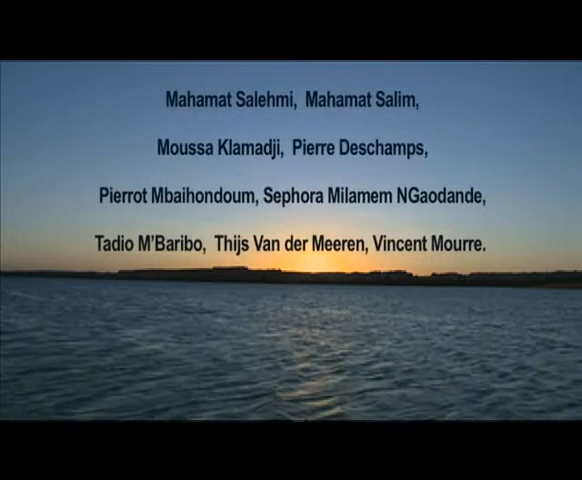 Mahamat Salehmi, Mahamat Salim,
Moussa Klamadji, Pierre Deschamps,
Pierrot Mbaihondoum, Sephora Milamem NGaodande,
Tadio M'Baribo, Thijs Van der Meeren, Vincent Mourre.